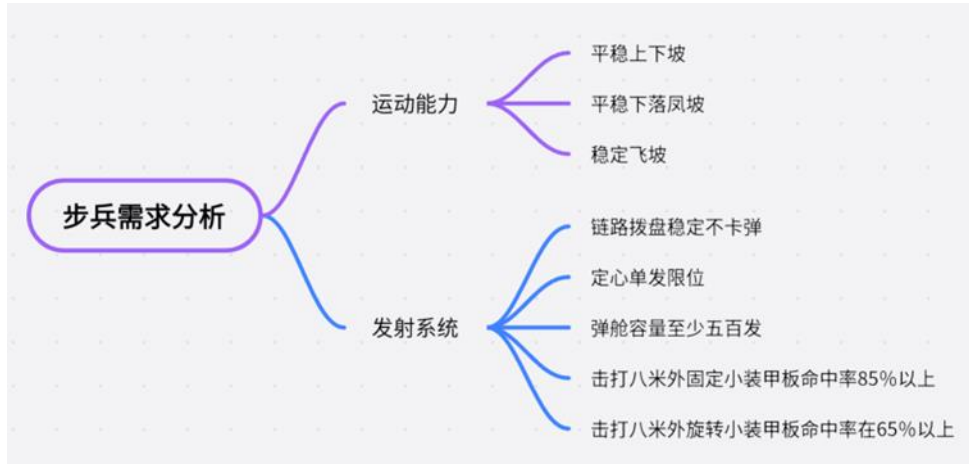 步兵需求分析
运动能力
平稳上下坡
平稳下落凤坡
稳定飞坡
发射系统
链路拨盘稳定不卡弹
定心单发限位
弹舱容量至少五百发
击打八米外固定小装甲板命中率85%以上
击打八米外旋转小装甲板命中率在65%以上